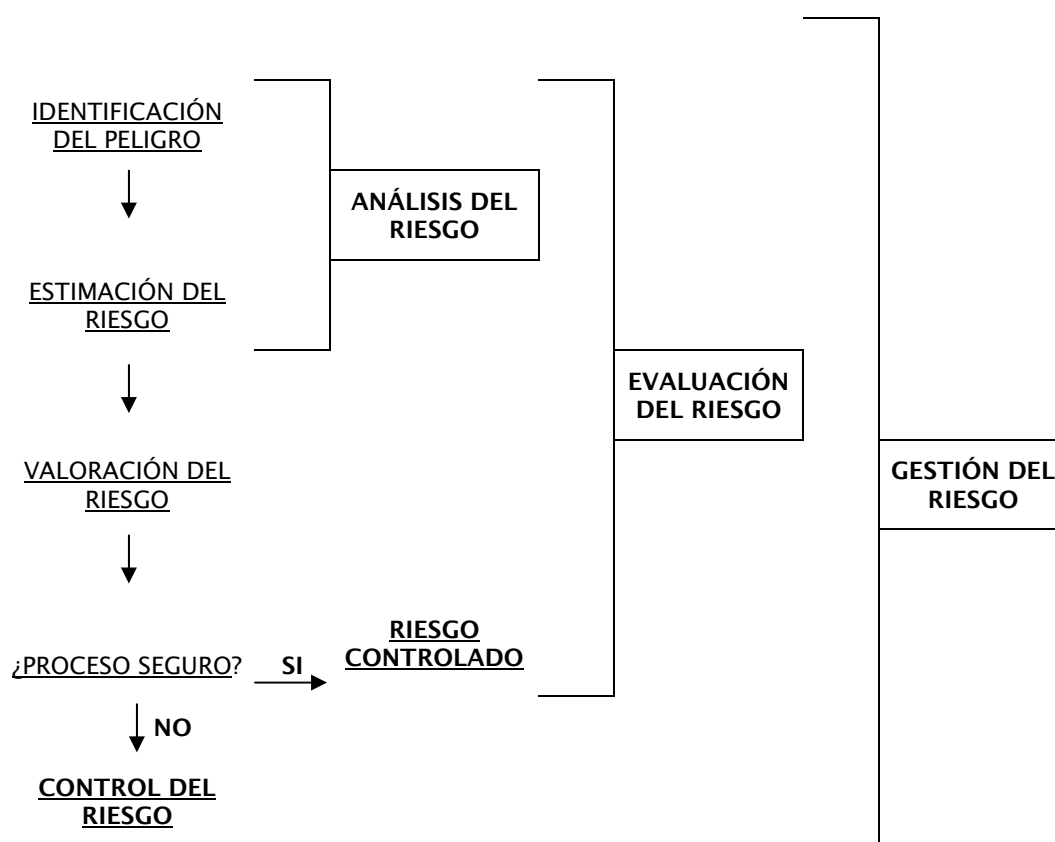 IDENTIFICACIÓN
DEL PELIGRO
ANÁLISIS DEL
RIESGO
ESTIMACIÓN DEL
RIESGO
EVALUACIÓN
DEL RIESGO
VALORACIÓN DEL
RIESGO
GESTIÓN DEL
RIESGO
¿PROCESO SEGURO?
SI
RIESGO
CONTROLADO
NO
CONTROL DEL
RIESGO